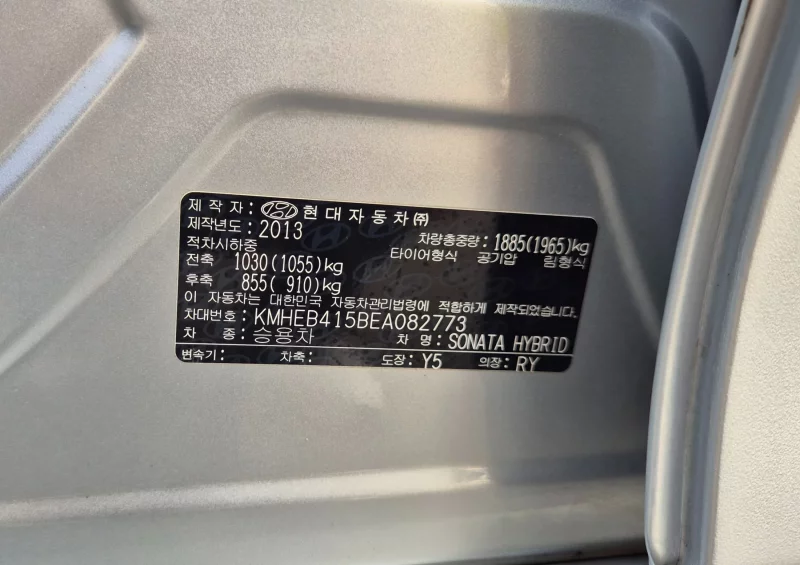 제 작 자: 현대자동차㈜
제작년도: 2013 차량총중량: 1885(1965)kg
적차시하중 타이어형식 공기압 림형식
전축 1030(1055)kg
후축 855( 910)kg
이 자동차는 대한민국 자동차관리법령에 적합하게 제작되었습니다.
차대번호: KMHEB415BEA082773
차 종: 승용차 차 명: SONATA HYBRID
변속기: 차축: 도장: Y5 의장: RY